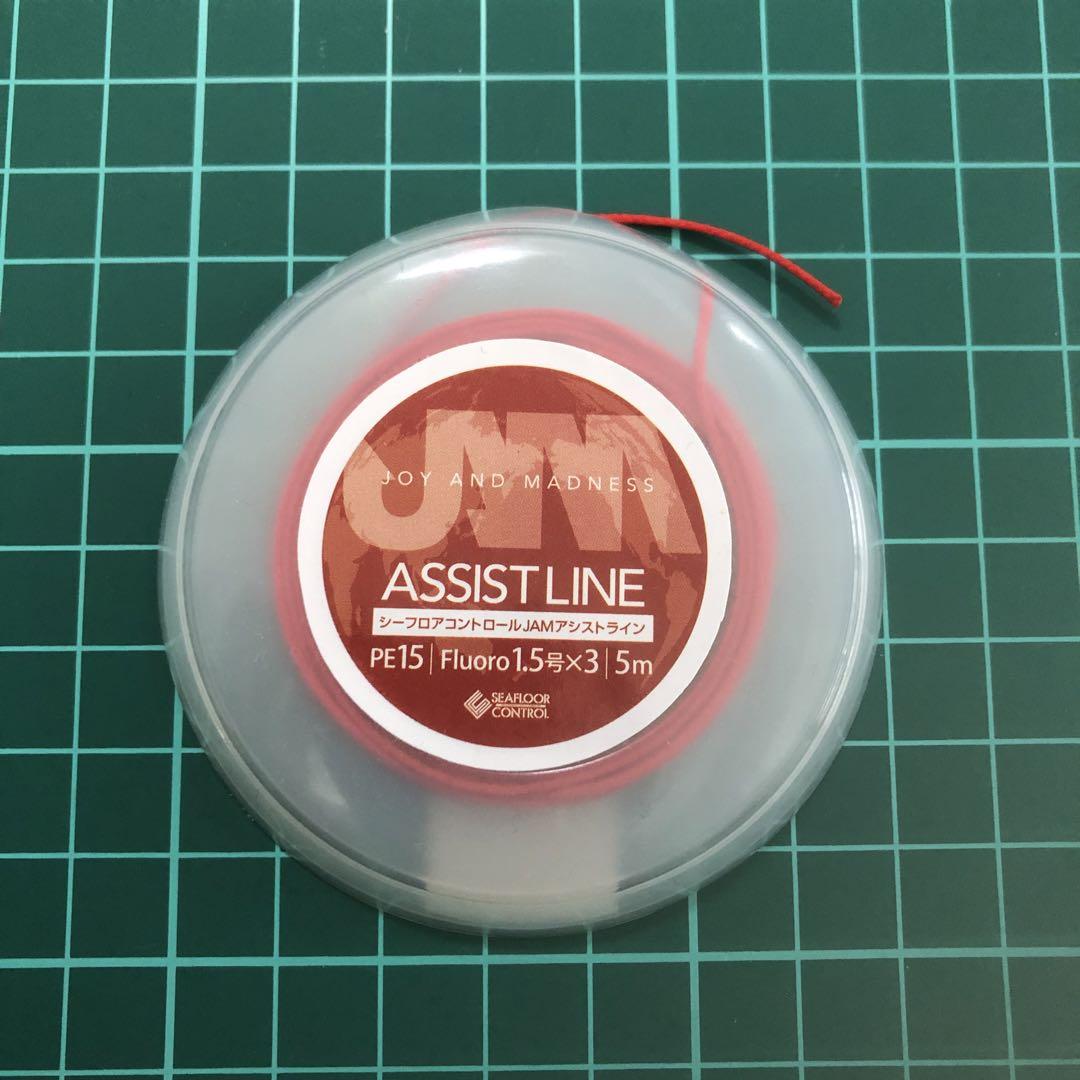 JAM
JOY AND MADNESS
ASSIST LINE
シーフロアコントロールJAMアシストライン
PE15 | Fluoro 1.5号×3 | 5m
SEAFLOOR
CONTROL